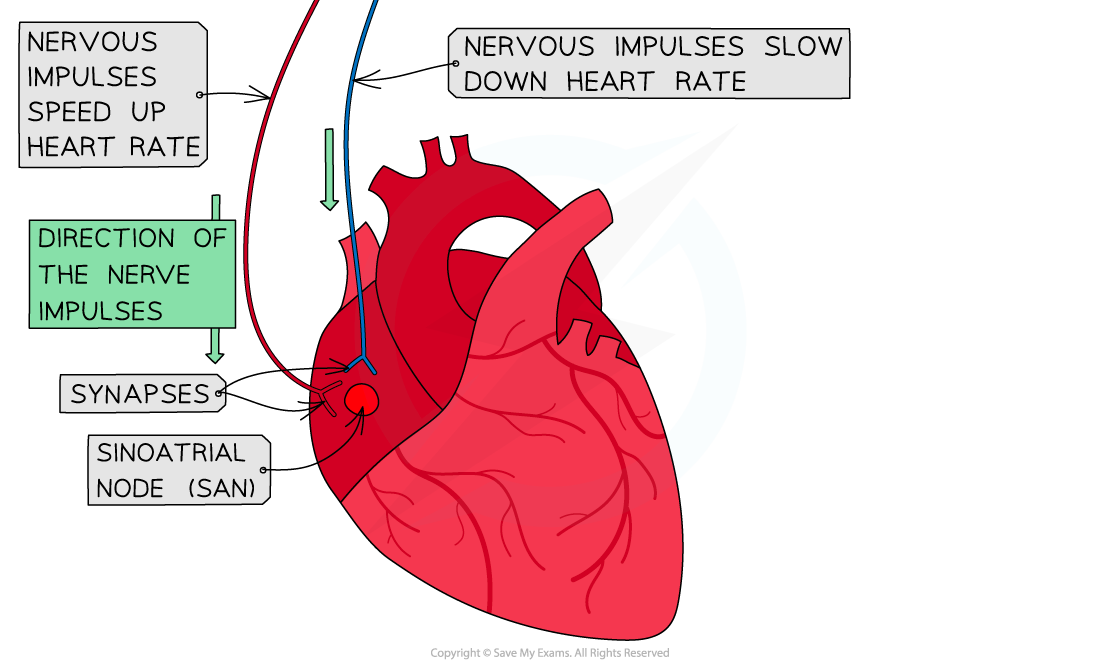 NERVOUS
IMPULSES
SPEED UP
HEART RATE
NERVOUS IMPULSES SLOW
DOWN HEART RATE
DIRECTION OF
THE NERVE
IMPULSES
SYNAPSES
SINOATRIAL
NODE (SAN)
Copyright © Save My Exams. All Rights Reserved